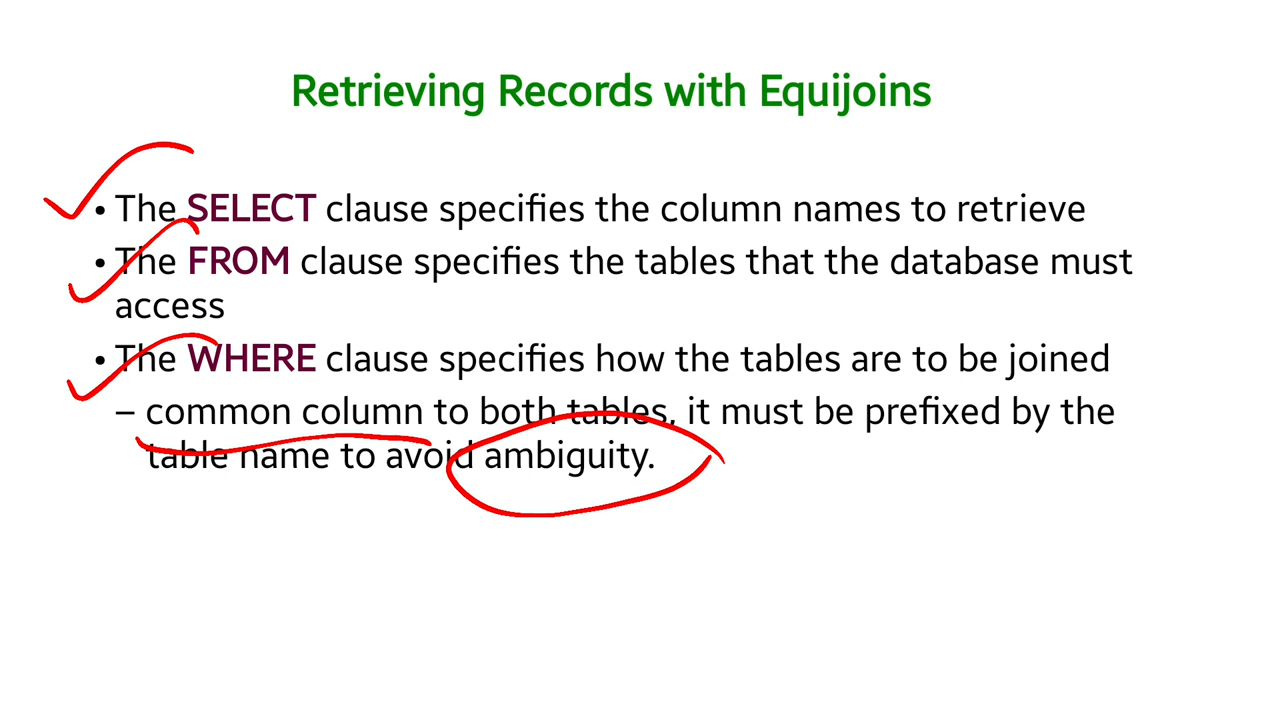 Retrieving Records with Equijoins
• The SELECT clause specifies the column names to retrieve
• The FROM clause specifies the tables that the database must
access
• The WHERE clause specifies how the tables are to be joined
– common column to both tables, it must be prefixed by the
table name to avoid ambiguity.